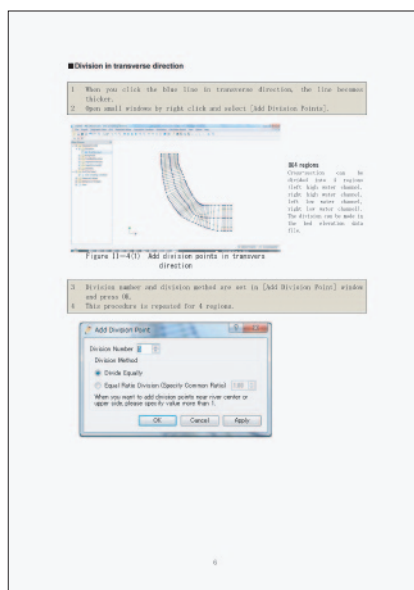 ■Division in transverse direction
1 When you click the blue line in transverse direction, the line becomes
thicker.
2 Open small windows by right click and select [Add Division Points].
※4 regions
Cross-section can be
divided into 4 regions
(left high water channel,
right high water channel,
left low water channel,
right low water channel).
The division can be made in
the bed elevation data
file.
Figure II-4(1) Add division points in transvers
direction
3 Division number and division method are set in [Add Division Point] window
and press OK.
4 This procedure is repeated for 4 regions.
Add Division Point
Division Number
Division Method
Divide Equally
Equal Ratio Division (Specify Common Ratio)
When you want to add division points near river center or
upper side, please specify value more than 1.
OK Cancel Apply
6